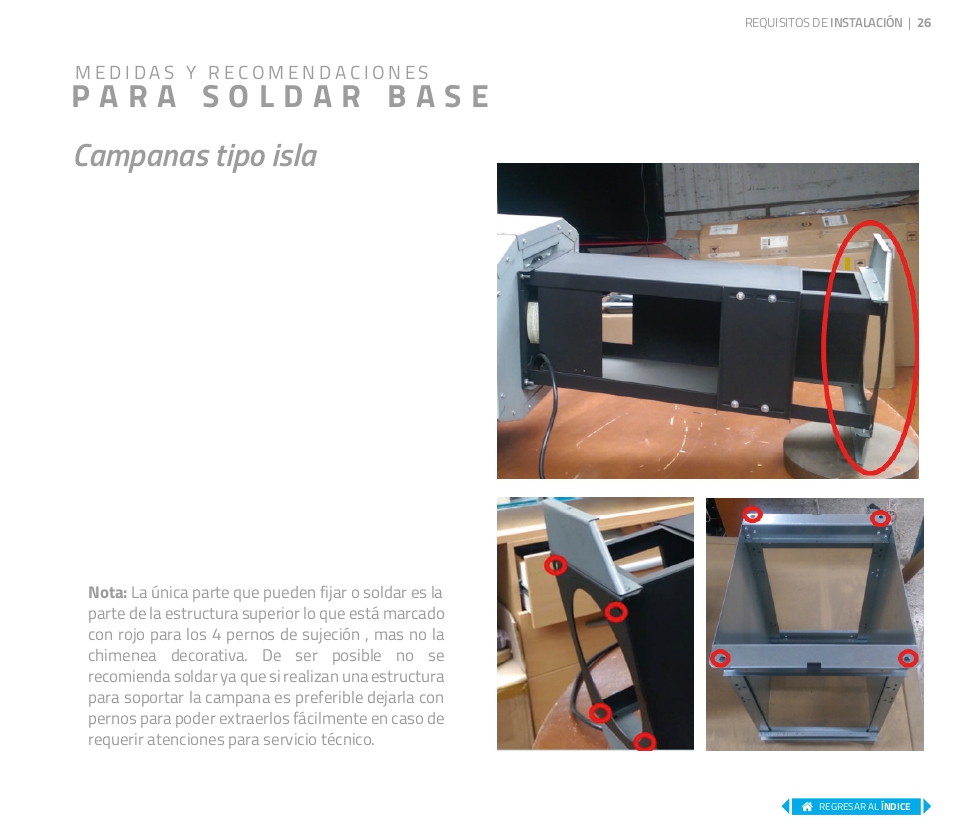 REQUISITOS DE INSTALACIÓN | 26
MEDIDAS Y RECOMENDACIONES
PARA SOLDAR BASE
Campanas tipo isla
Nota: La única parte que pueden fijar o soldar es la
parte de la estructura superior lo que está marcado
con rojo para los 4 pernos de sujeción , mas no la
chimenea decorativa. De ser posible no se
recomienda soldar ya que si realizan una estructura
para soportar la campana es preferible dejarla con
pernos para poder extraerlos fácilmente en caso de
requerir atenciones para servicio técnico.
REGRESAR AL ÍNDICE